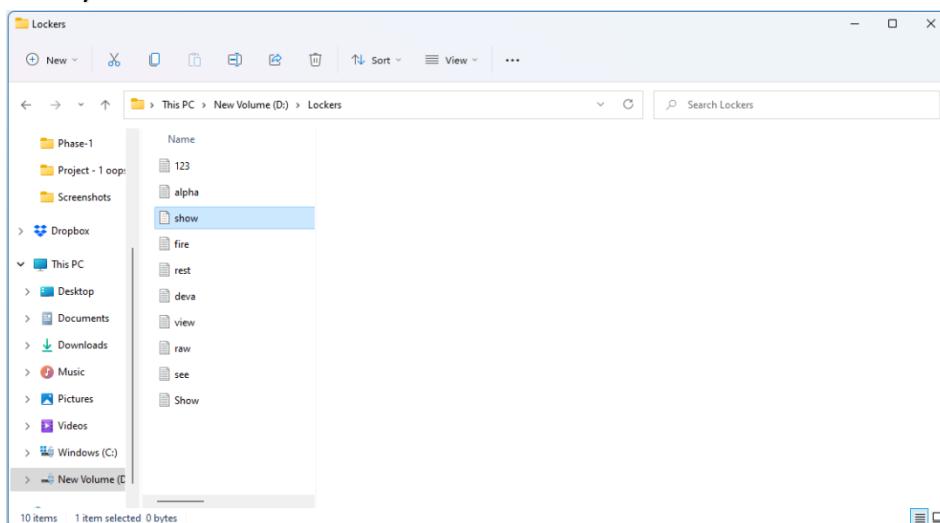 Lockers
New
Sort
View
This PC > New Volume (D:) > Lockers
Search Lockers
Phase-1
Project - 1 oop
Screenshots
Dropbox
This PC
Desktop
Documents
Downloads
Music
Pictures
Videos
Windows (C:)
New Volume (D
Name
123
alpha
show
fire
rest
deva
view
raw
see
Show
10 items 1 item selected 0 bytes